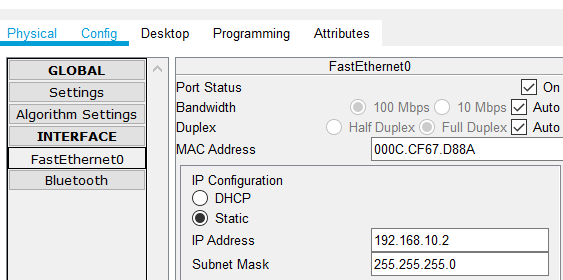 Physical Config Desktop Programming Attributes
GLOBAL
Settings
Algorithm Settings
INTERFACE
FastEthernet0
Bluetooth
FastEthernet0
Port Status On
Bandwidth 100 Mbps 10 Mbps Auto
Duplex Half Duplex Full Duplex Auto
MAC Address 000C.CF67.D88A
IP Configuration
DHCP
Static
IP Address 192.168.10.2
Subnet Mask 255.255.255.0